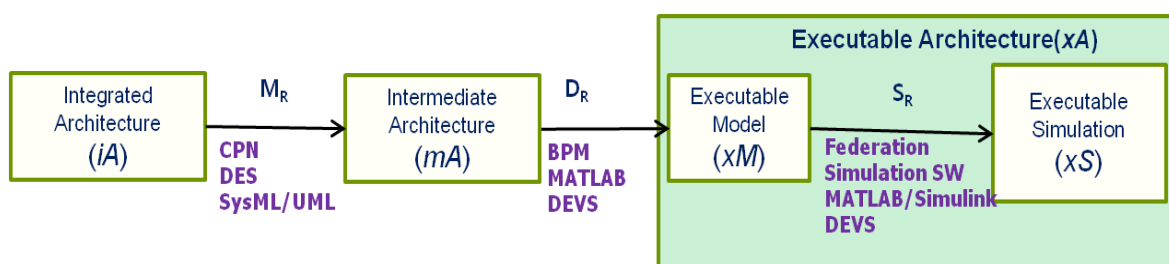 Executable Architecture(xA)
Integrated
Architecture
(iA)
MR
CPN
DES
SysML/UML
Intermediate
Architecture
(mA)
DR
BPM
MATLAB
DEVS
Executable
Model
(xM)
SR
Federation
Simulation SW
MATLAB/Simulink
DEVS
Executable
Simulation
(xS)